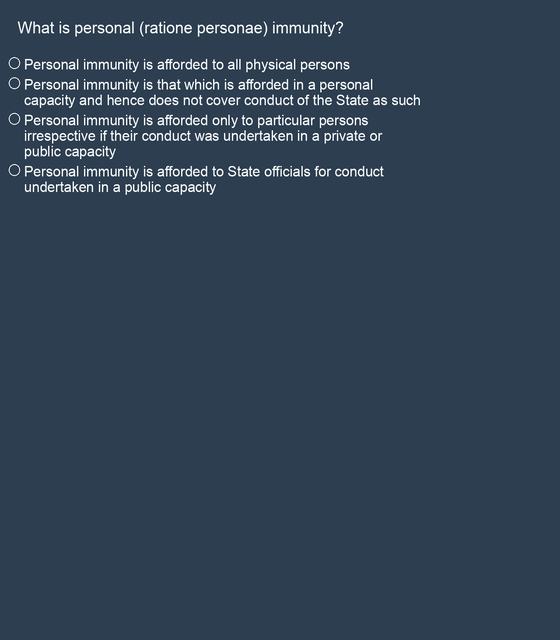 What is personal (ratione personae) immunity?
Personal immunity is afforded to all physical persons
Personal immunity is that which is afforded in a personal
capacity and hence does not cover conduct of the State as such
Personal immunity is afforded only to particular persons
irrespective if their conduct was undertaken in a private or
public capacity
Personal immunity is afforded to State officials for conduct
undertaken in a public capacity